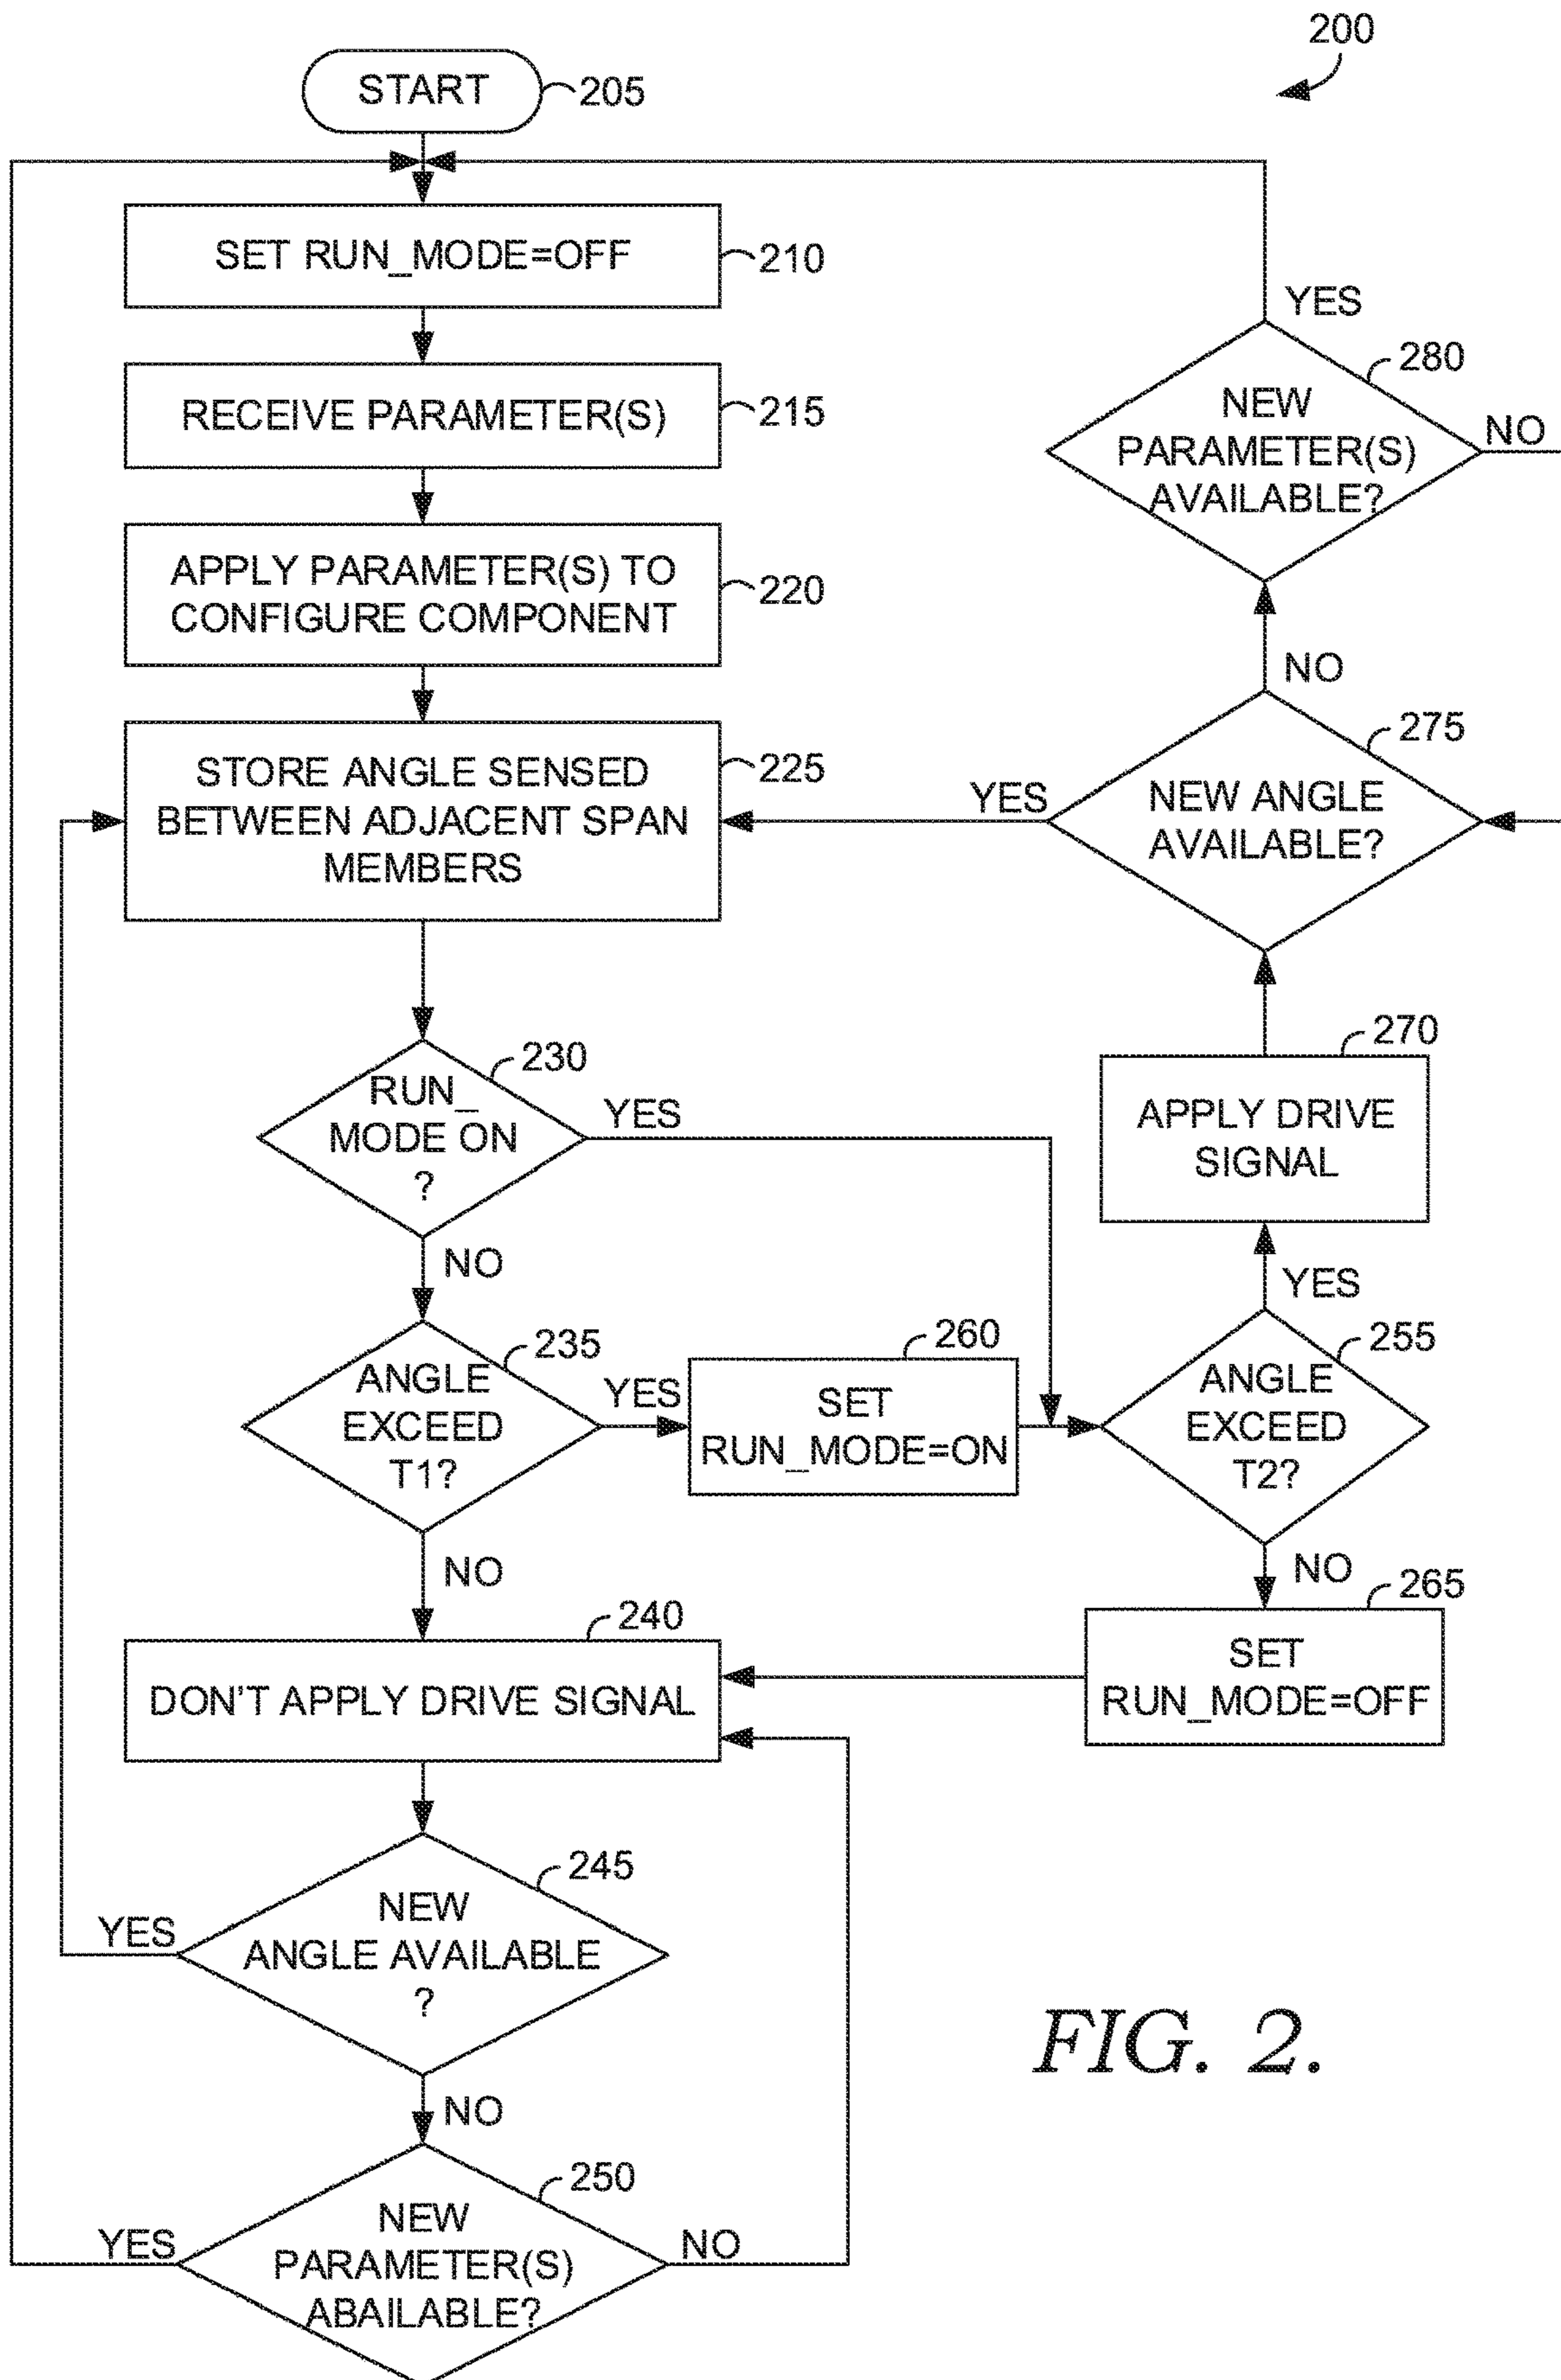 200
START
205
SET RUN_MODE=OFF
210
RECEIVE PARAMETER(S)
215
APPLY PARAMETER(S) TO
CONFIGURE COMPONENT
220
STORE ANGLE SENSED
BETWEEN ADJACENT SPAN
MEMBERS
225
RUN_
MODE ON
?
230
YES
NO
ANGLE
EXCEED
T1?
235
YES
NO
SET
RUN_MODE=ON
260
ANGLE
EXCEED
T2?
255
YES
NO
APPLY DRIVE
SIGNAL
270
NEW ANGLE
AVAILABLE?
275
YES
NO
NEW
PARAMETER(S)
AVAILABLE?
280
YES
NO
SET
RUN_MODE=OFF
265
DON'T APPLY DRIVE SIGNAL
240
NEW
ANGLE AVAILABLE
?
245
YES
NO
NEW
PARAMETER(S)
ABAILABLE?
250
YES
NO
FIG. 2.